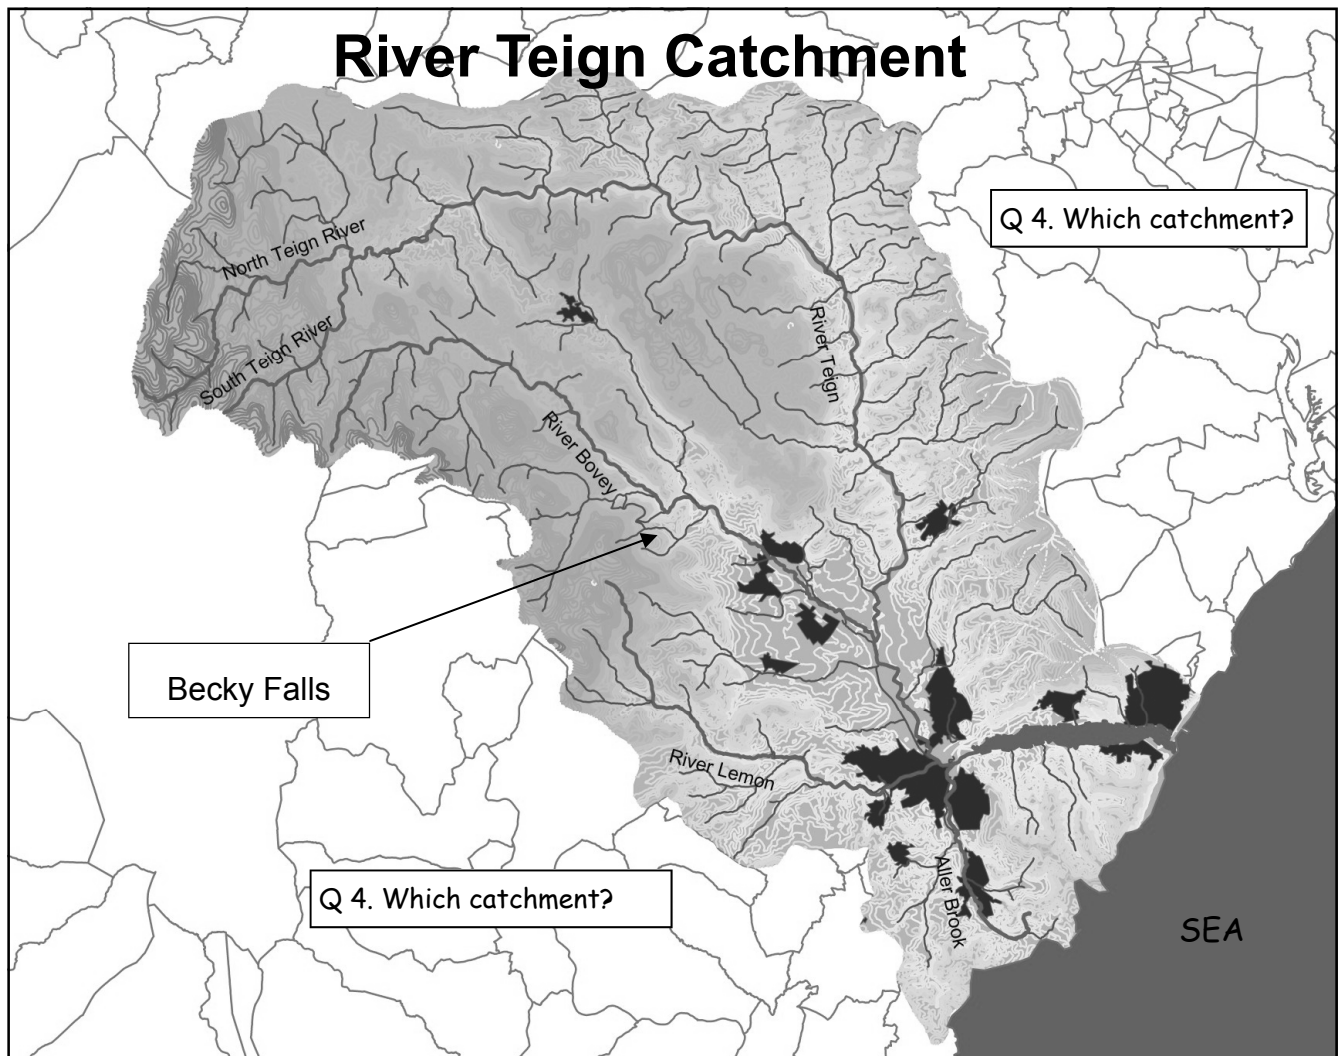 River Teign Catchment
Q 4. Which catchment?
North Teign River
South Teign River
River Teign
River Bovey
Becky Falls
River Lemon
Q 4. Which catchment?
Aller Brook
SEA